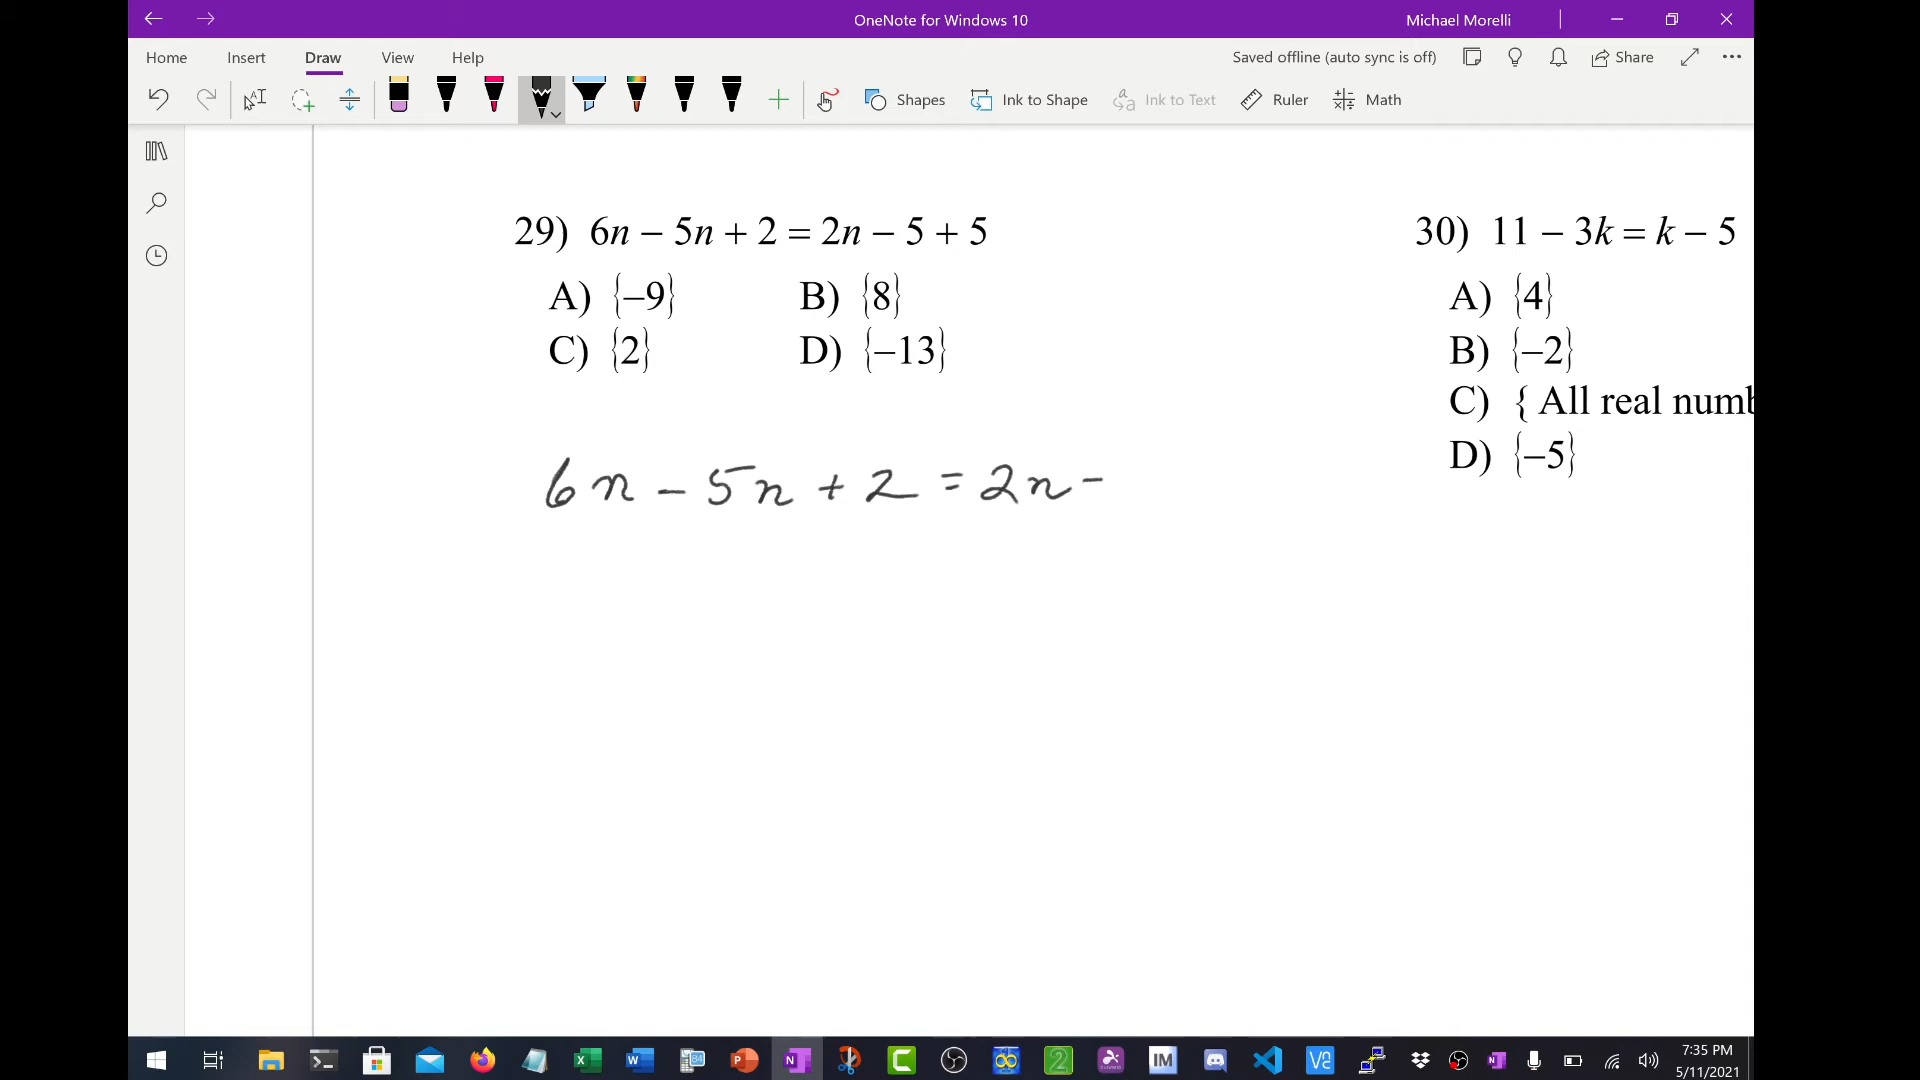 OneNote for Windows 10
Michael Morelli
Home Insert Draw View Help
Saved offline (auto sync is off) Share
Shapes Ink to Shape Ink to Text Ruler Math
29) 6n − 5n + 2 = 2n − 5 + 5
A) {−9} B) {8}
C) {2} D) {−13}
30) 11 − 3k = k − 5
A) {4}
B) {−2}
C) { All real numb
D) {−5}
6n - 5n + 2 = 2n -
7:35 PM
5/11/2021